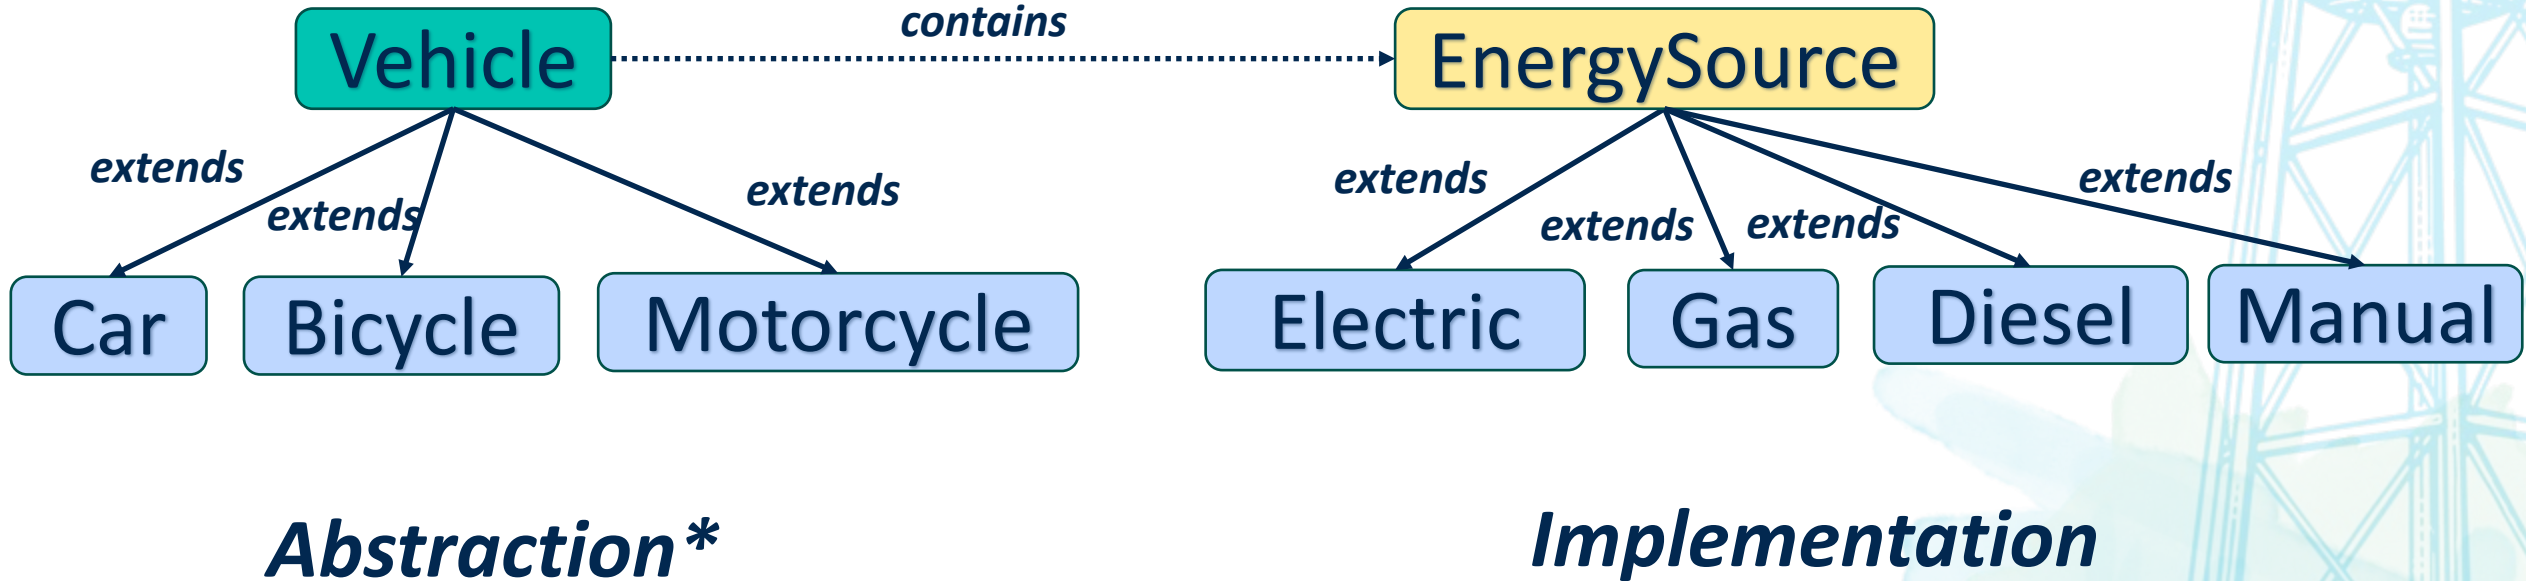 contains
Vehicle
EnergySource
extends
extends
extends
extends
extends
extends
extends
Car
Bicycle
Motorcycle
Electric
Gas
Diesel
Manual
Abstraction*
Implementation